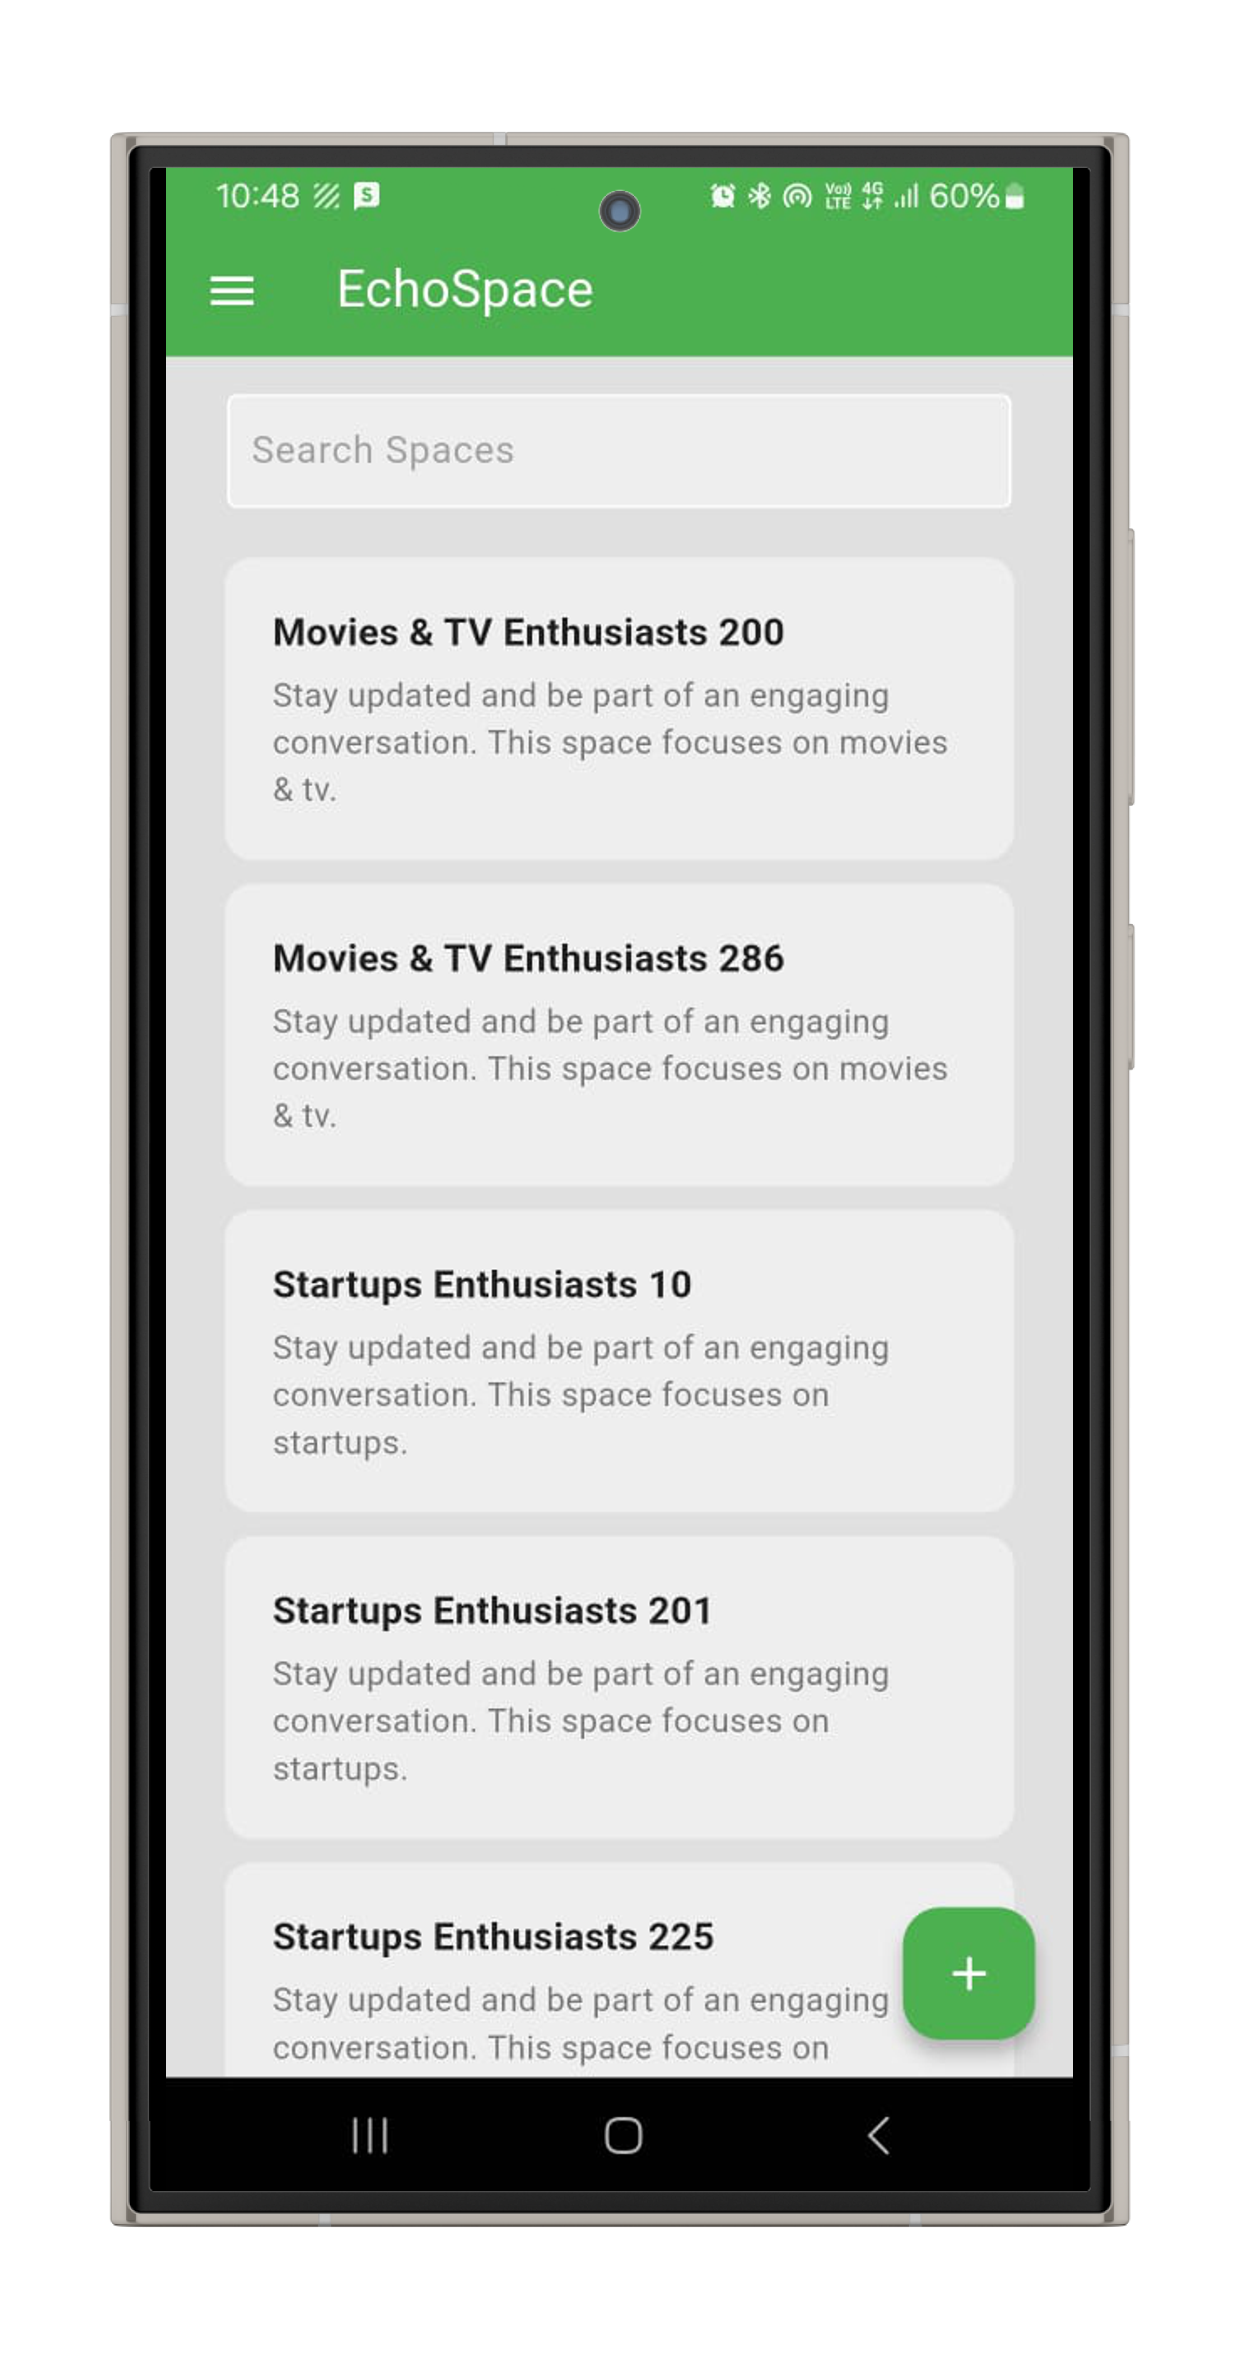 10:48 S Vo)) LTE 4G 60%
EchoSpace
Search Spaces
Movies & TV Enthusiasts 200
Stay updated and be part of an engaging
conversation. This space focuses on movies
& tv.
Movies & TV Enthusiasts 286
Stay updated and be part of an engaging
conversation. This space focuses on movies
& tv.
Startups Enthusiasts 10
Stay updated and be part of an engaging
conversation. This space focuses on
startups.
Startups Enthusiasts 201
Stay updated and be part of an engaging
conversation. This space focuses on
startups.
Startups Enthusiasts 225
Stay updated and be part of an engaging
conversation. This space focuses on